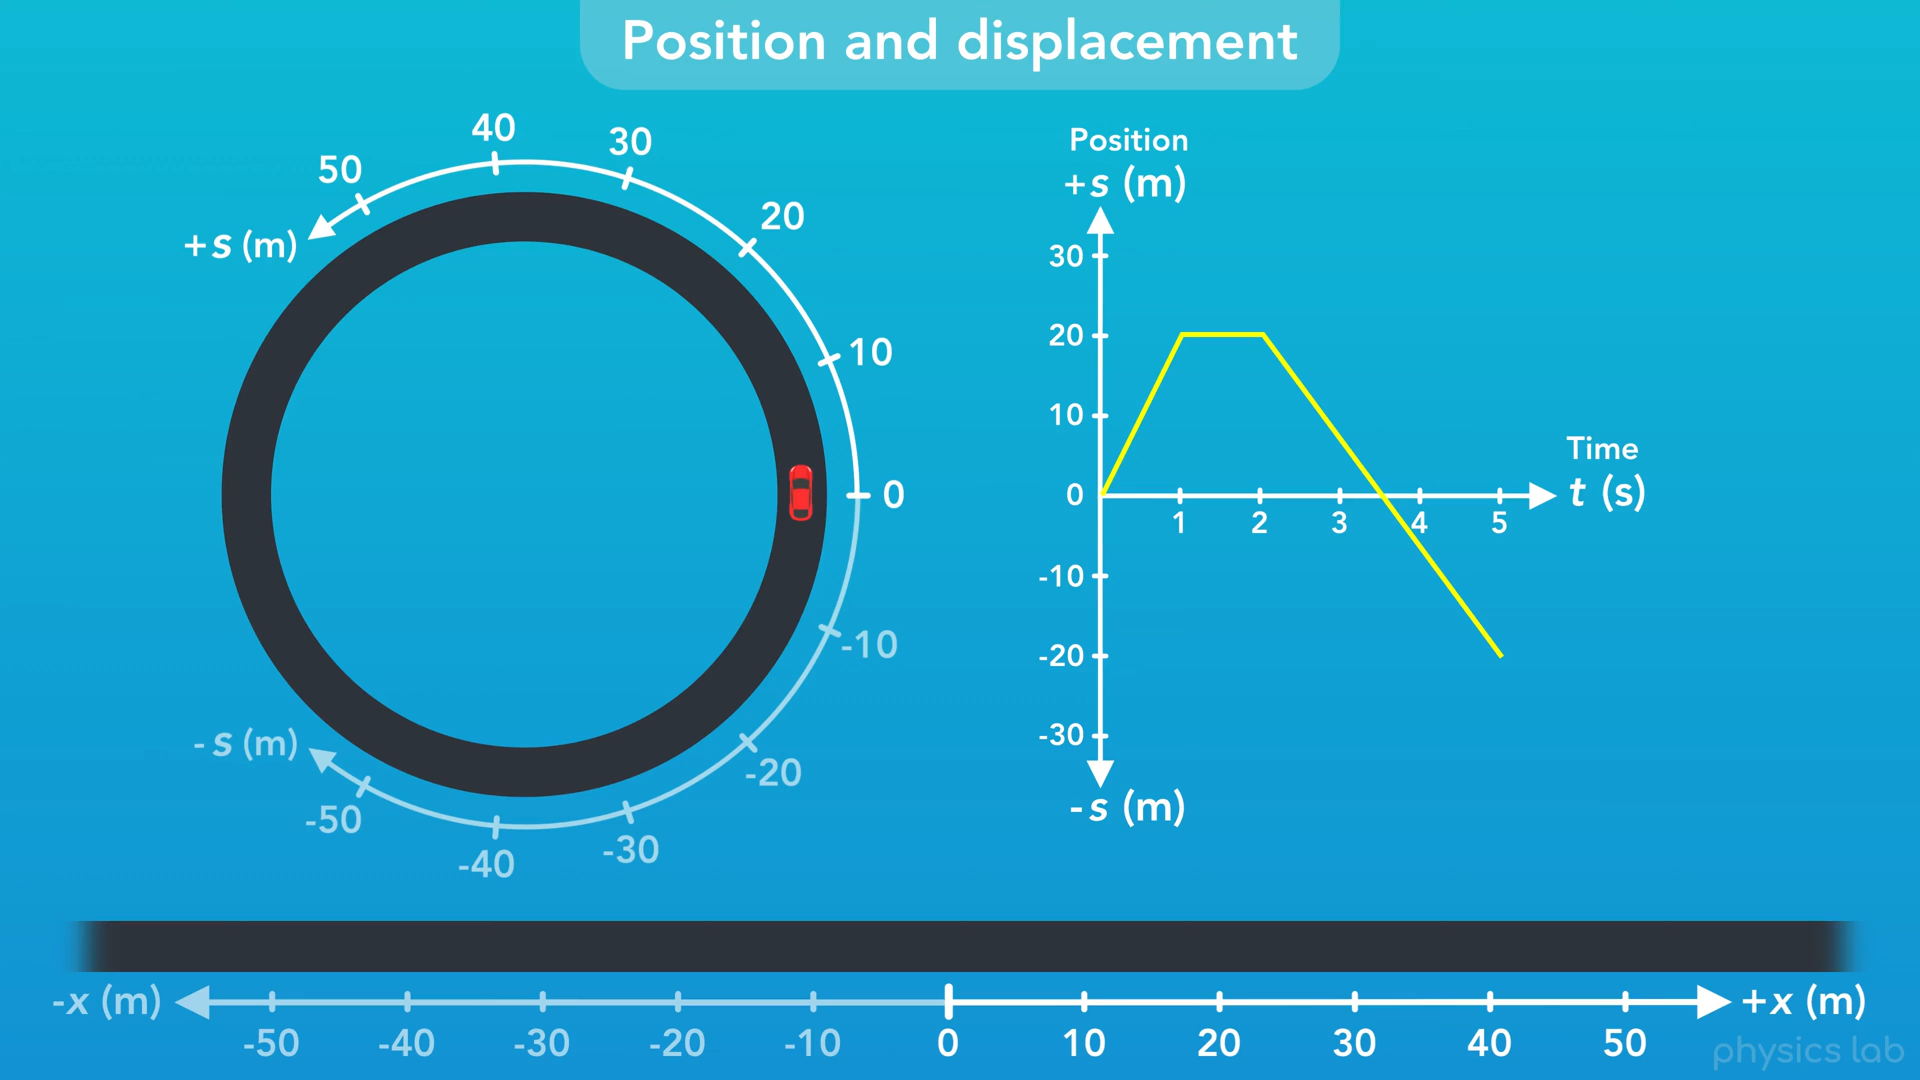 Position and displacement
40
30
50
20
+s (m)
10
0
-10
-s (m)
-20
-50
-30
-40
Position
+s (m)
30
20
10
0
-10
-20
-30
-s (m)
1 2 3 4 5
Time
t (s)
-x (m)
+x (m)
-50 -40 -30 -20 -10 0 10 20 30 40 50
physics lab